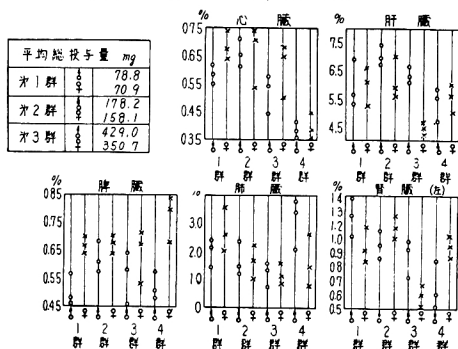 平均総投与量 mg
㐧1群 ♂ 78.8
♀ 70.9
㐧2群 ♂ 178.2
♀ 158.1
㐧3群 ♂ 429.0
♀ 350.7
% 心臓
0.75
0.65
0.55
0.45
0.35
♂ ♀ ♂ ♀ ♂ ♀ ♂ ♀
1群 2群 3群 4群
% 肝臓
7.5
6.5
5.5
4.5
♂ ♀ ♂ ♀ ♂ ♀ ♂ ♀
1群 2群 3群 4群
% 脾臓
0.85
0.75
0.65
0.55
0.45
♂ ♀ ♂ ♀ ♂ ♀ ♂ ♀
1群 2群 3群 4群
% 肺臓
4.0
3.0
2.0
1.0
0
♂ ♀ ♂ ♀ ♂ ♀ ♂ ♀
1群 2群 3群 4群
% 腎臓(左)
1.4
1.3
1.2
1.1
1.0
0.9
0.8
0.7
0.6
0.5
♂ ♀ ♂ ♀ ♂ ♀ ♂ ♀
1群 2群 3群 4群